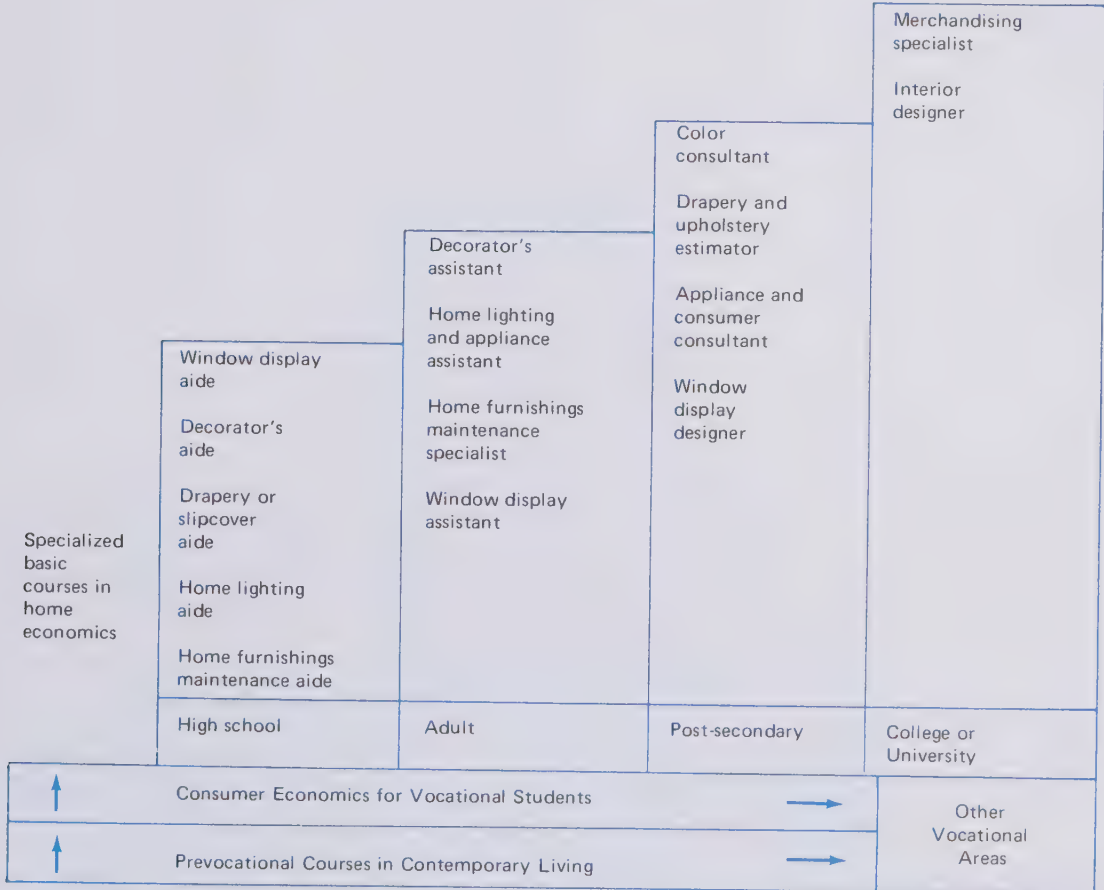 Merchandising
specialist
Interior
designer
Color
consultant
Drapery and
upholstery
estimator
Appliance and
consumer
consultant
Window
display
designer
Decorator's
assistant
Home lighting
and appliance
assistant
Home furnishings
maintenance
specialist
Window display
assistant
Window display
aide
Decorator's
aide
Drapery or
slipcover
aide
Home lighting
aide
Home furnishings
maintenance aide
Specialized
basic
courses in
home
economics
High school
Adult
Post-secondary
College or
University
Consumer Economics for Vocational Students
Prevocational Courses in Contemporary Living
Other
Vocational
Areas